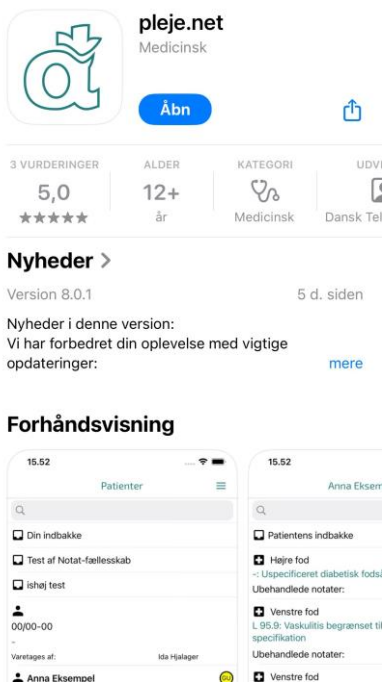 pleje.net
Medicinsk
Åbn
3 VURDERINGER ALDER KATEGORI
5,0 12+
år Medicinsk Dansk
Nyheder >
Version 8.0.1 5 d. siden
Nyheder i denne version:
Vi har forbedret din oplevelse med vigtige
opdateringer: mere
Forhåndsvisning
15.52
Patienter
Din indbakke
Test af Notat-fællesskab
ishøj test
00/00-00
-
Varetages af: Ida Hjalager
Anna Eksempel GU
15.52
Anna
Patientens indbakke
Højre fod
-: Uspecificeret diabetisk
Ubehandlede notater:
Venstre fod
L 95.9: Vaskulitis begrænset
specifikation
Ubehandlede notater:
Venstre fod